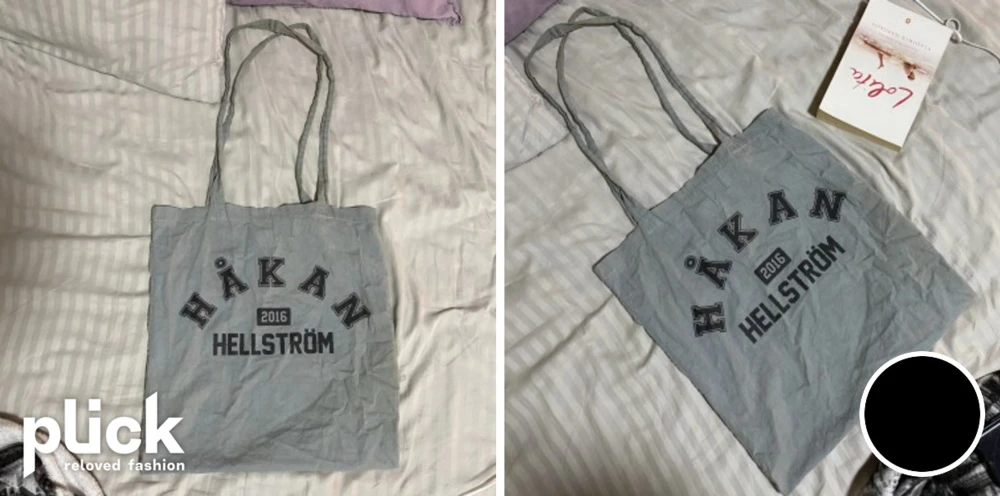 HÅKAN
2016
HELLSTRÖM
plick
reloved fashion
Lolita
HÅKAN
2016
HELLSTRÖM